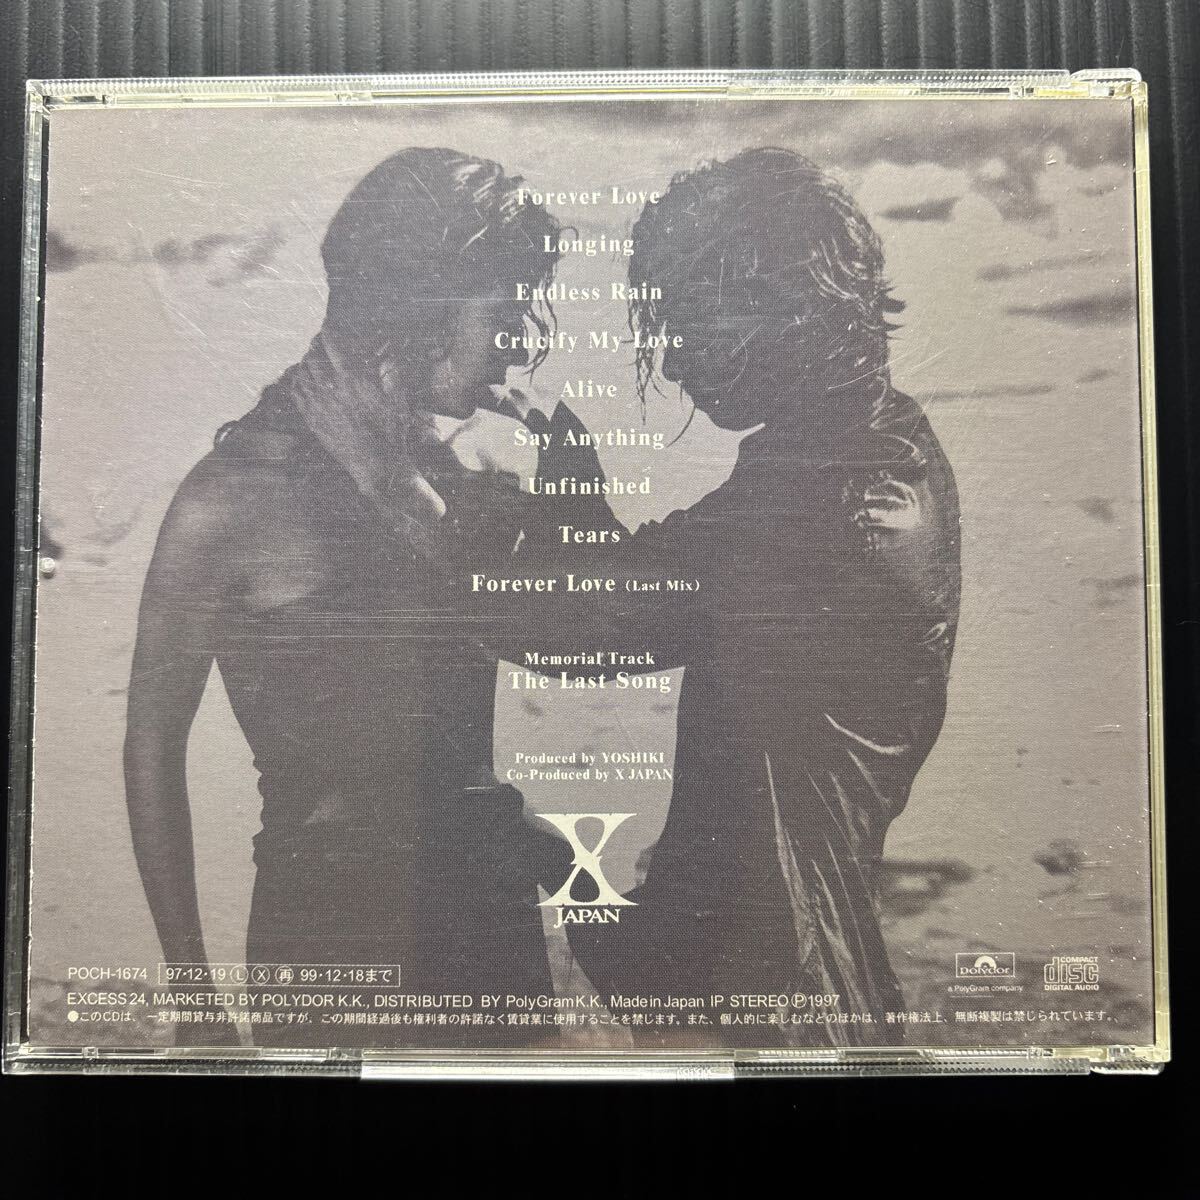 Forever Love
Longing
Endless Rain
Crucify My Love
Alive
Say Anything
Unfinished
Tears
Forever Love (Last Mix)
Memorial Track
The Last Song
Produced by YOSHIKI
Co-Produced by X JAPAN
X
JAPAN
POCH-1674 97・12・19 Ⓛ Ⓧ ㊢ 99・12・18まで
Polydor
a PolyGram company
COMPACT
disc
DIGITAL AUDIO
EXCESS 24, MARKETED BY POLYDOR K.K., DISTRIBUTED BY PolyGram K.K., Made in Japan IP STEREO Ⓟ1997
●このCDは、一定期間貸与非許諾商品ですが、この期間経過後も権利者の許諾なく賃貸業に使用することを禁じます。また、個人的に楽しむなどのほかは、著作権法上、無断複製は禁じられています。